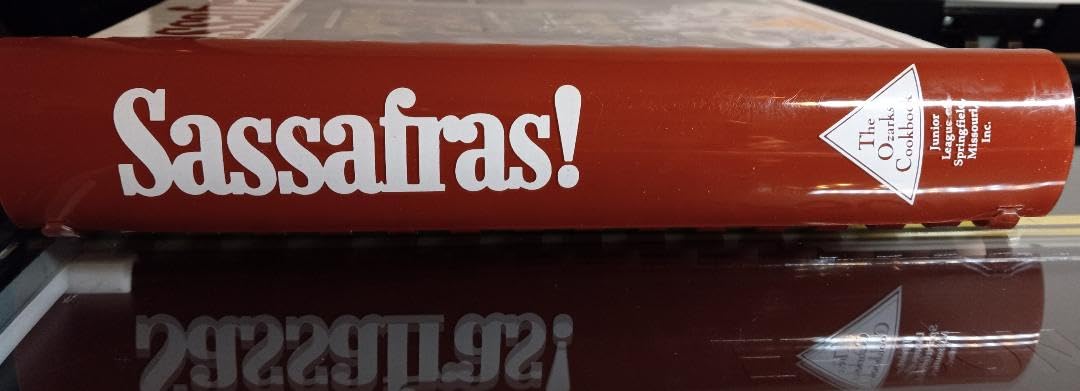 Sassafras!
The
Ozarks
Cookbook
Junior
League of
Springfield,
Missouri,
Inc.